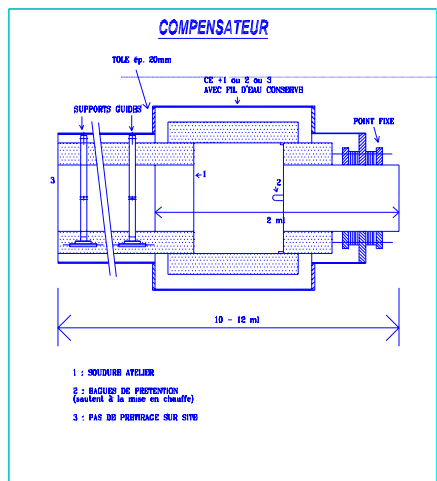 COMPENSATEUR
TOLE ép. 20mm
CE +1 ou 2 ou 3
AVEC FIL D'EAU CONSERVE
SUPPORTS GUIDES
POINT FIXE
3
1
2
2 ml
10 - 12 ml
1 : SOUDURE ATELIER
2 : BAGUES DE PRETENTION
(sautent à la mise en chauffe)
3 : PAS DE PRETIRAGE SUR SITE